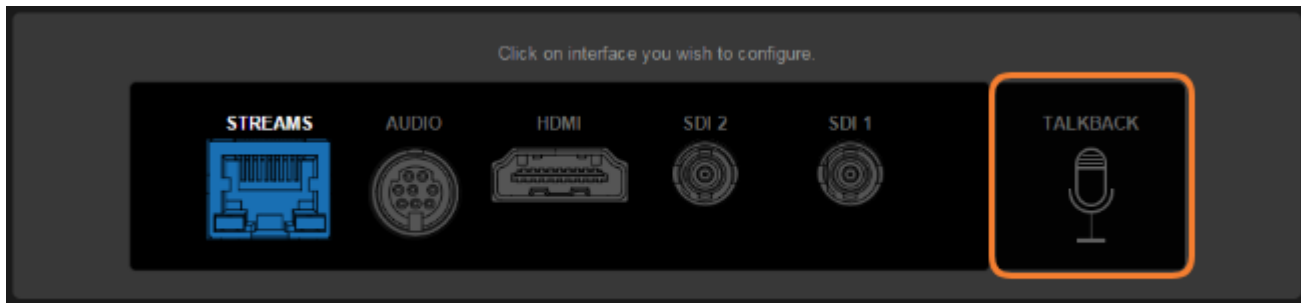 Click on interface you wish to configure.
STREAMS AUDIO HDMI SDI 2 SDI 1 TALKBACK